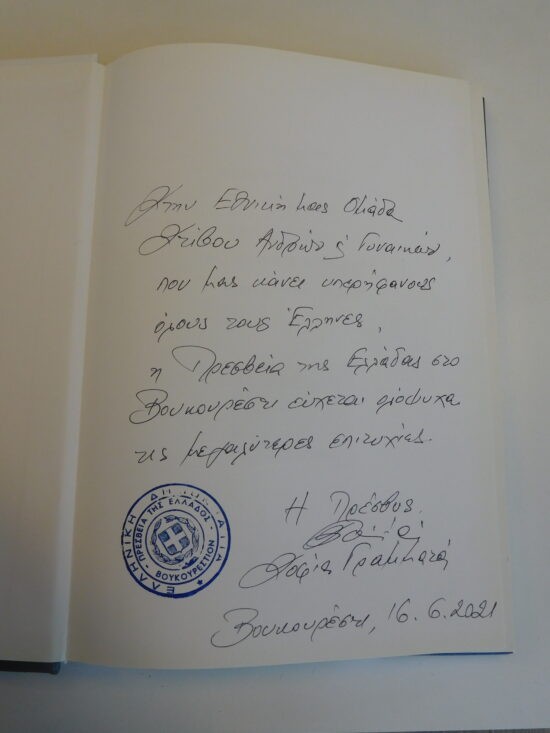 Στην Εθνική μας Ομάδα
Στίβου Ανδρών & Γυναικών,
που μας κάνει υπερήφανους
όλους τους Έλληνες,
η Πρεσβεία της Ελλάδας στο
Βουκουρέστι εύχεται ολόψυχα
τις μεγαλύτερες επιτυχίες.
Η Πρέσβυς
Σοφία Γραμματά
Βουκουρέστι, 16.6.2021
ΕΛΛΗΝΙΚΗ ΔΗΜΟΚΡΑΤΙΑ
ΠΡΕΣΒΕΙΑ ΤΗΣ ΕΛΛΑΔΟΣ
ΒΟΥΚΟΥΡΕΣΤΙΟΝ